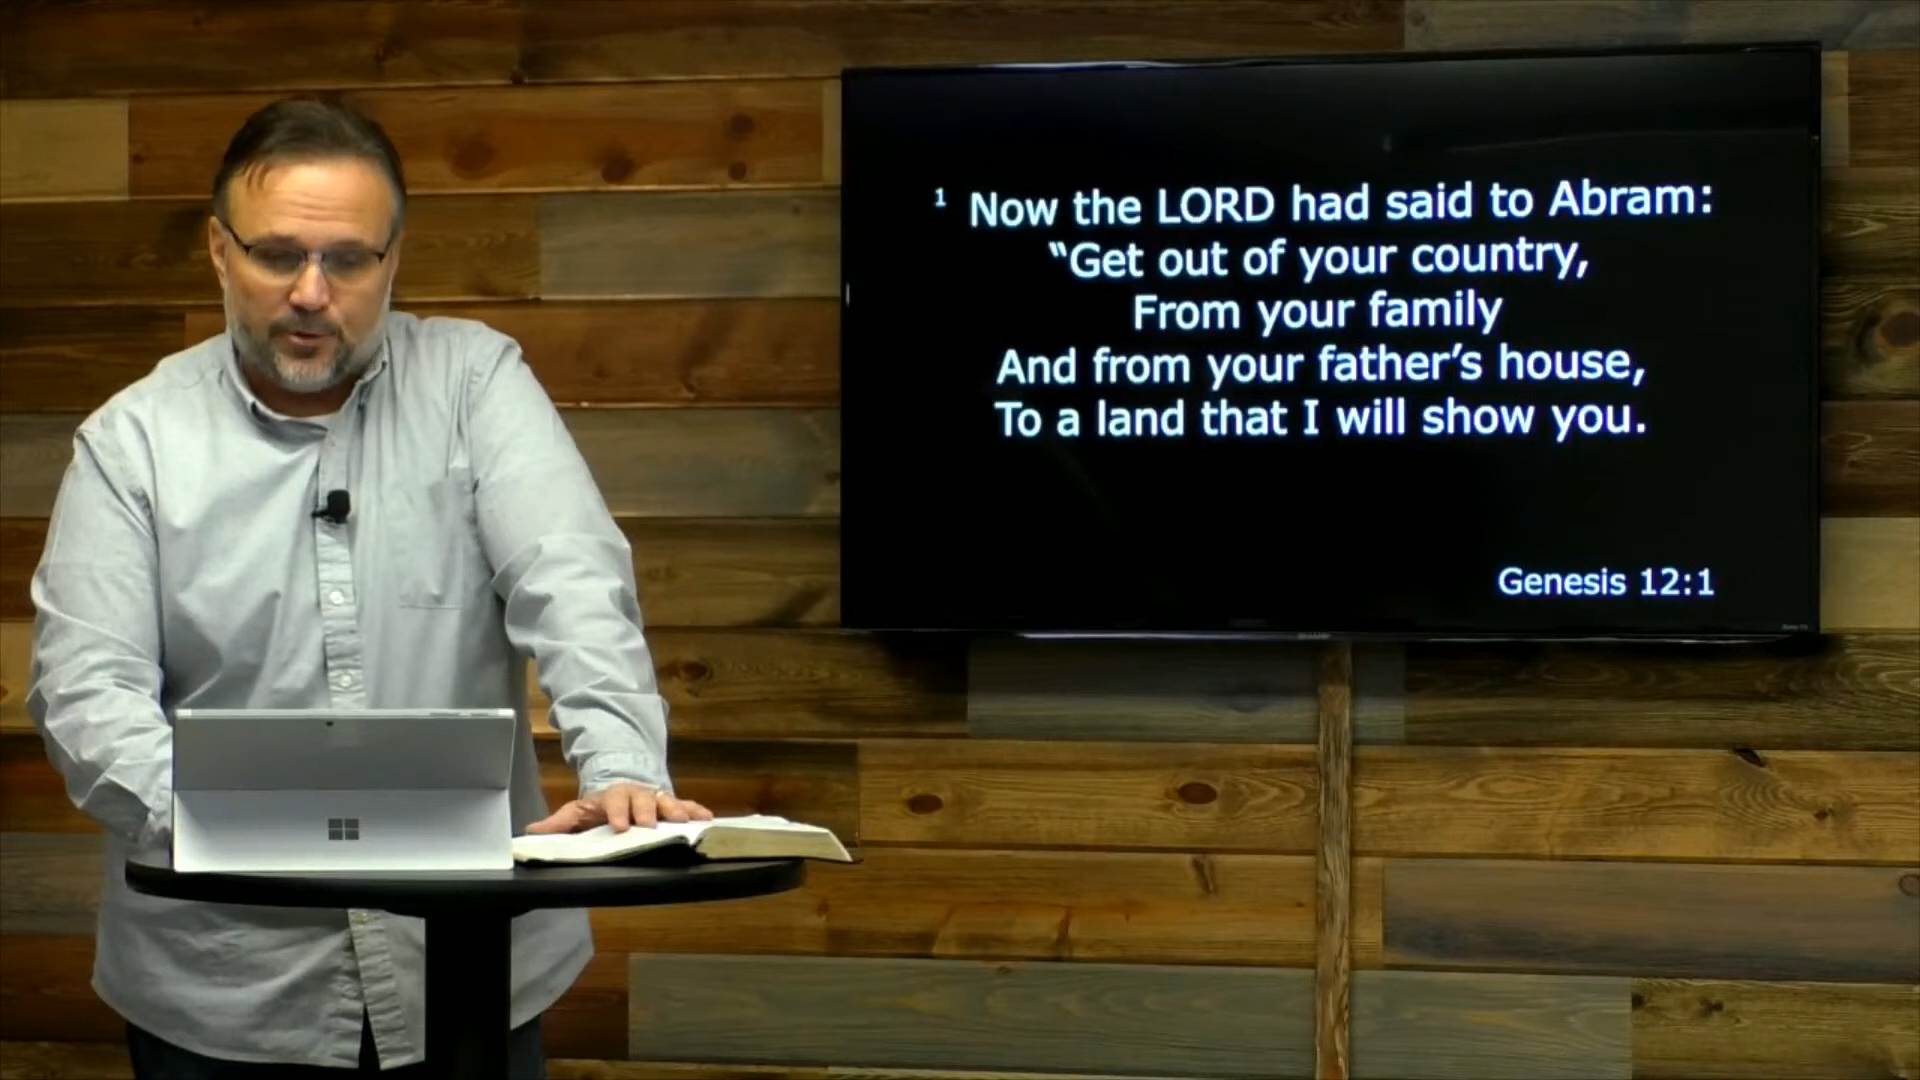 ¹ Now the LORD had said to Abram:
“Get out of your country,
From your family
And from your father’s house,
To a land that I will show you.
Genesis 12:1